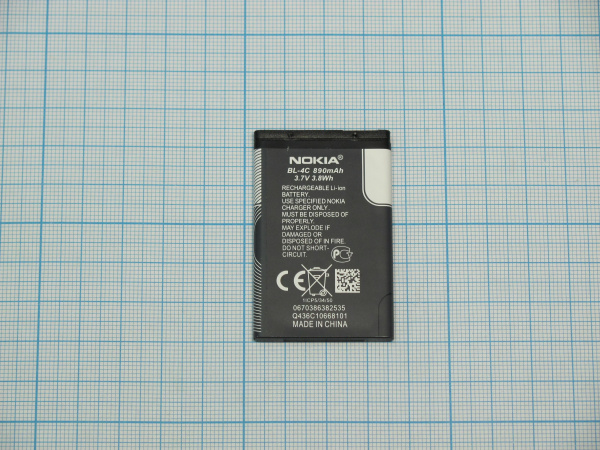 NOKIA®
BL-4C 890mAh
3.7V 3.8Wh
RECHARGEABLE Li-ion
BATTERY.
USE SPECIFIED NOKIA
CHARGER ONLY.
MUST BE DISPOSED OF
PROPERLY.
MAY EXPLODE OR
DAMAGED IF
DISPOSED OF IN FIRE.
DO NOT SHORT-
CIRCUIT.
CE
0670386382535
Q436C10668101
MADE IN CHINA